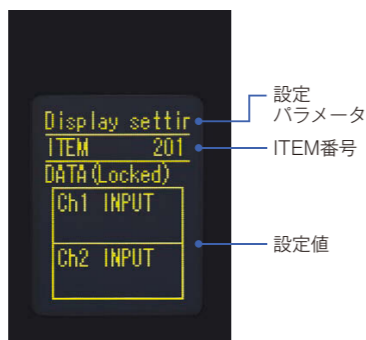 Display settir
ITEM 201
DATA(Locked)
Ch1 INPUT
Ch2 INPUT
設定
パラメータ
ITEM番号
設定値